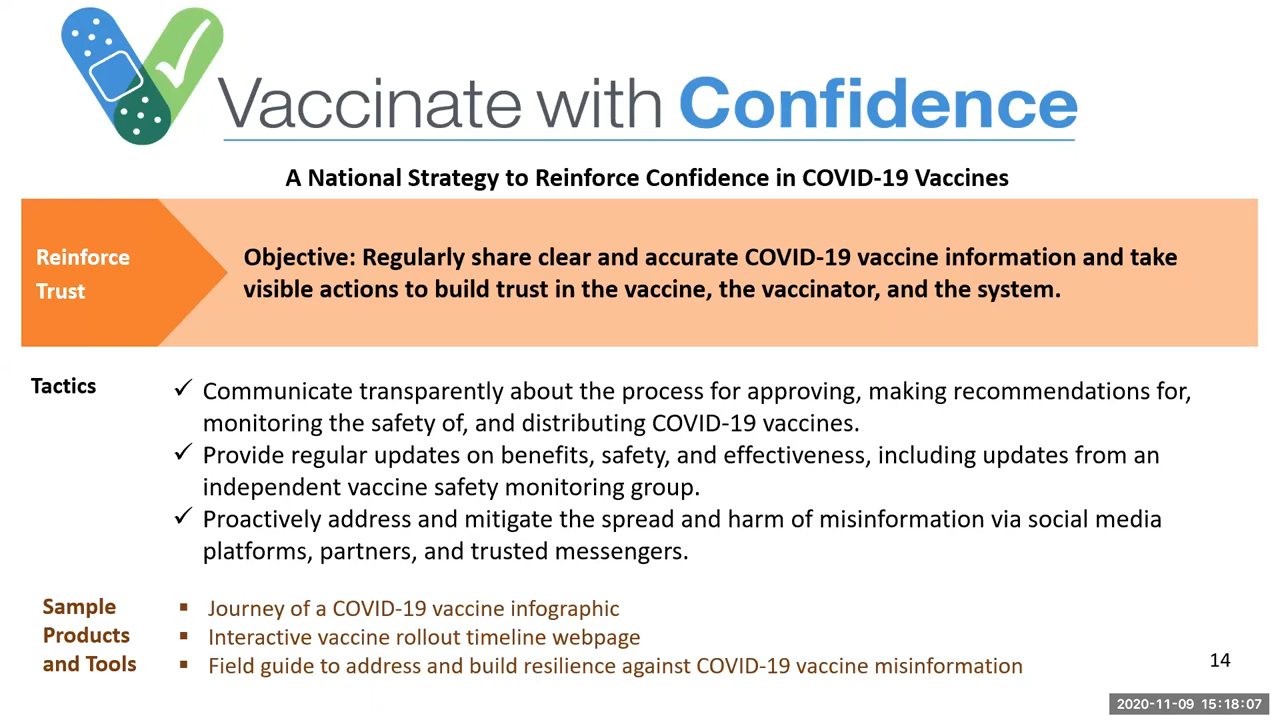 Vaccinate with Confidence
A National Strategy to Reinforce Confidence in COVID-19 Vaccines
Reinforce
Trust
Objective: Regularly share clear and accurate COVID-19 vaccine information and take
visible actions to build trust in the vaccine, the vaccinator, and the system.
Tactics
✓ Communicate transparently about the process for approving, making recommendations for,
monitoring the safety of, and distributing COVID-19 vaccines.
✓ Provide regular updates on benefits, safety, and effectiveness, including updates from an
independent vaccine safety monitoring group.
✓ Proactively address and mitigate the spread and harm of misinformation via social media
platforms, partners, and trusted messengers.
Sample
Products
and Tools
▪ Journey of a COVID-19 vaccine infographic
▪ Interactive vaccine rollout timeline webpage
▪ Field guide to address and build resilience against COVID-19 vaccine misinformation
14
2020-11-09 15:18:07